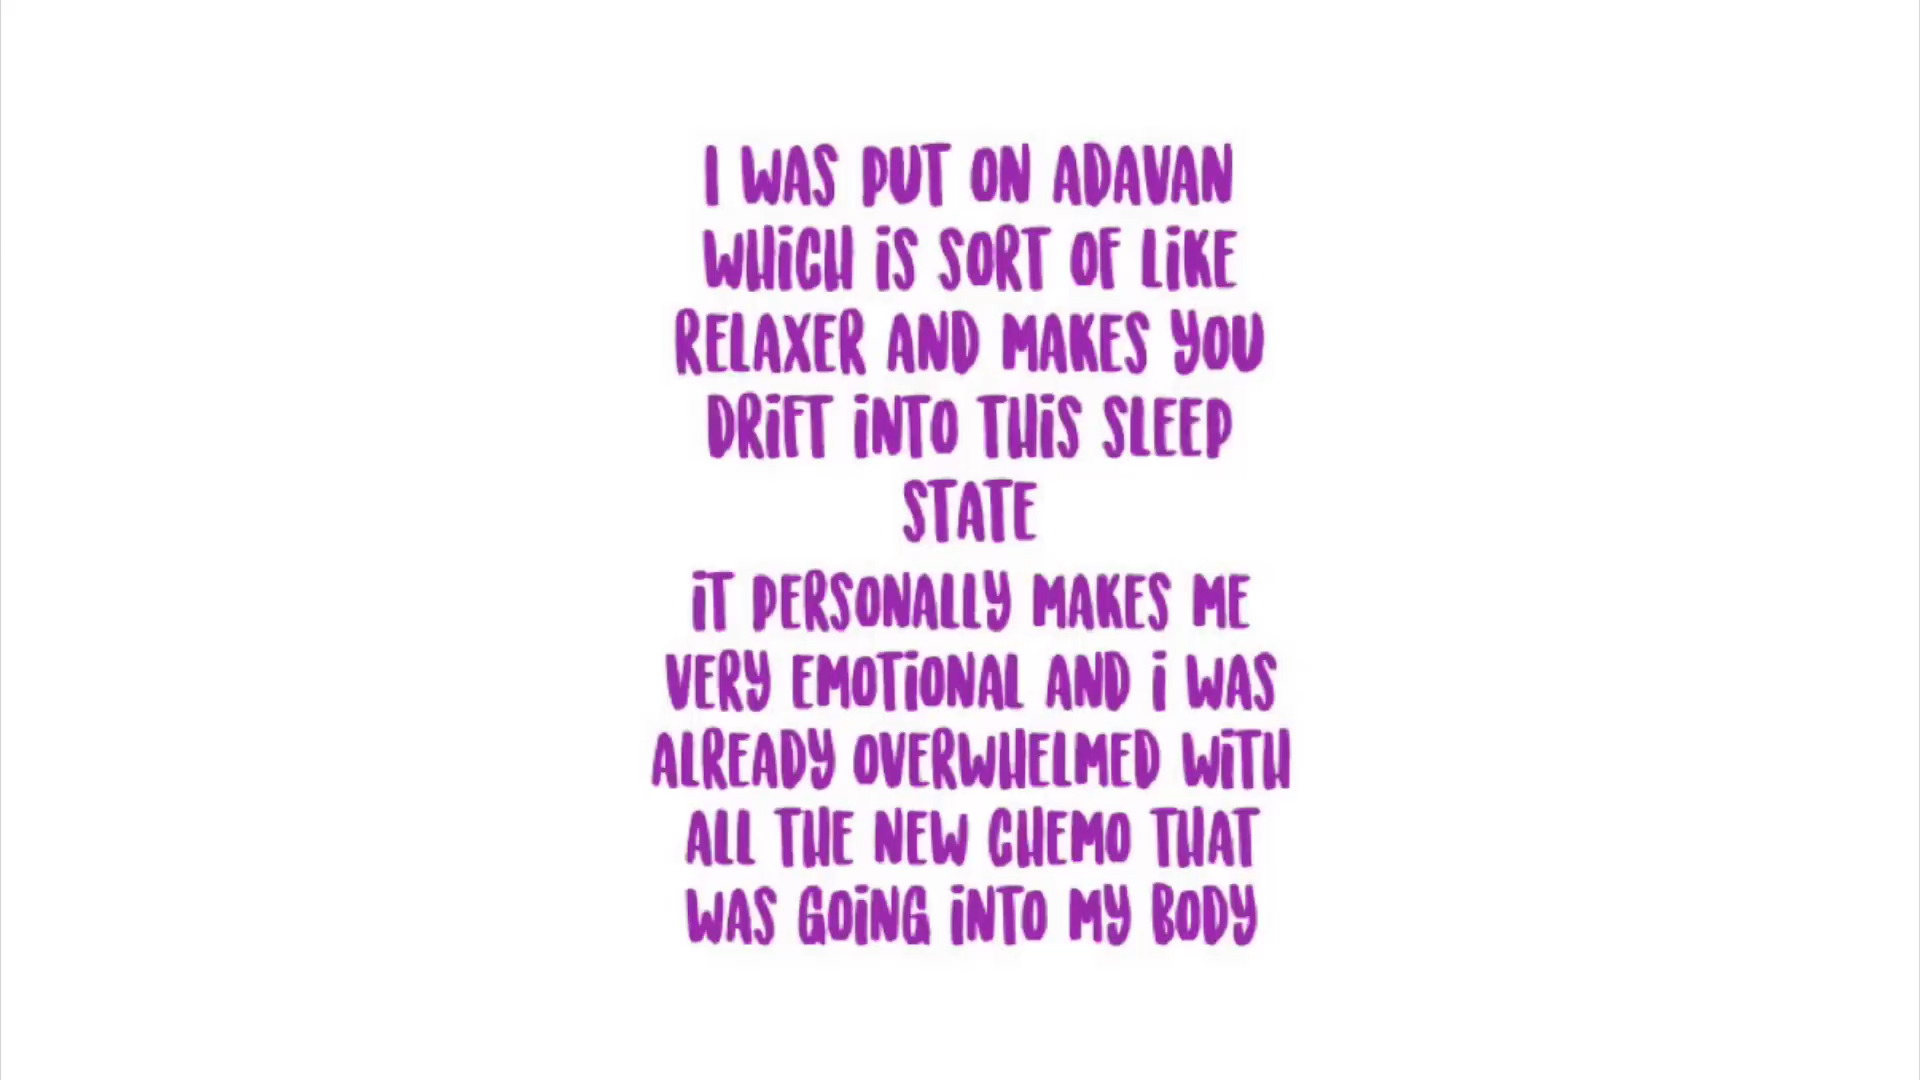 I WAS PUT ON ADAVAN
WHiCH iS SORT OF LiKE
RELAXER AND MAKES YOU
DRiFT iNTO THiS SLEEP
STATE
iT PERSONALLY MAKES ME
VERY EMOTiONAL AND i WAS
ALREADY OVERWHELMED WiTH
ALL THE NEW CHEMO THAT
WAS GOiNG iNTO MY BODY